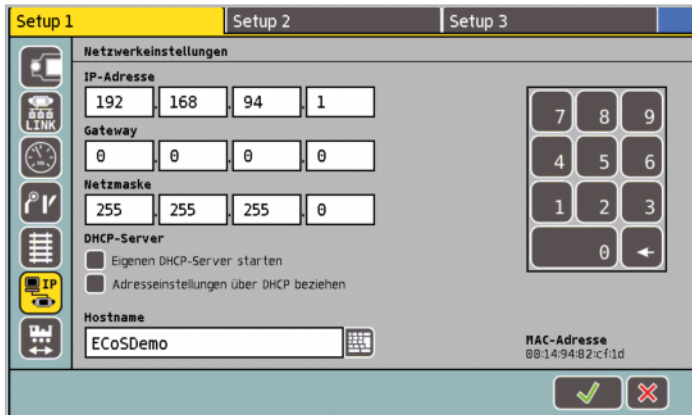 Setup 1 Setup 2 Setup 3
Netzwerkeinstellungen
IP-Adresse
192 . 168 . 94 . 1
Gateway
0 . 0 . 0 . 0
Netzmaske
255 . 255 . 255 . 0
DHCP-Server
Eigenen DHCP-Server starten
Adresseinstellungen über DHCP beziehen
Hostname
ECoSDemo
LINK
IP
7 8 9
4 5 6
1 2 3
0
MAC-Adresse
00:14:94:82:cf:1d